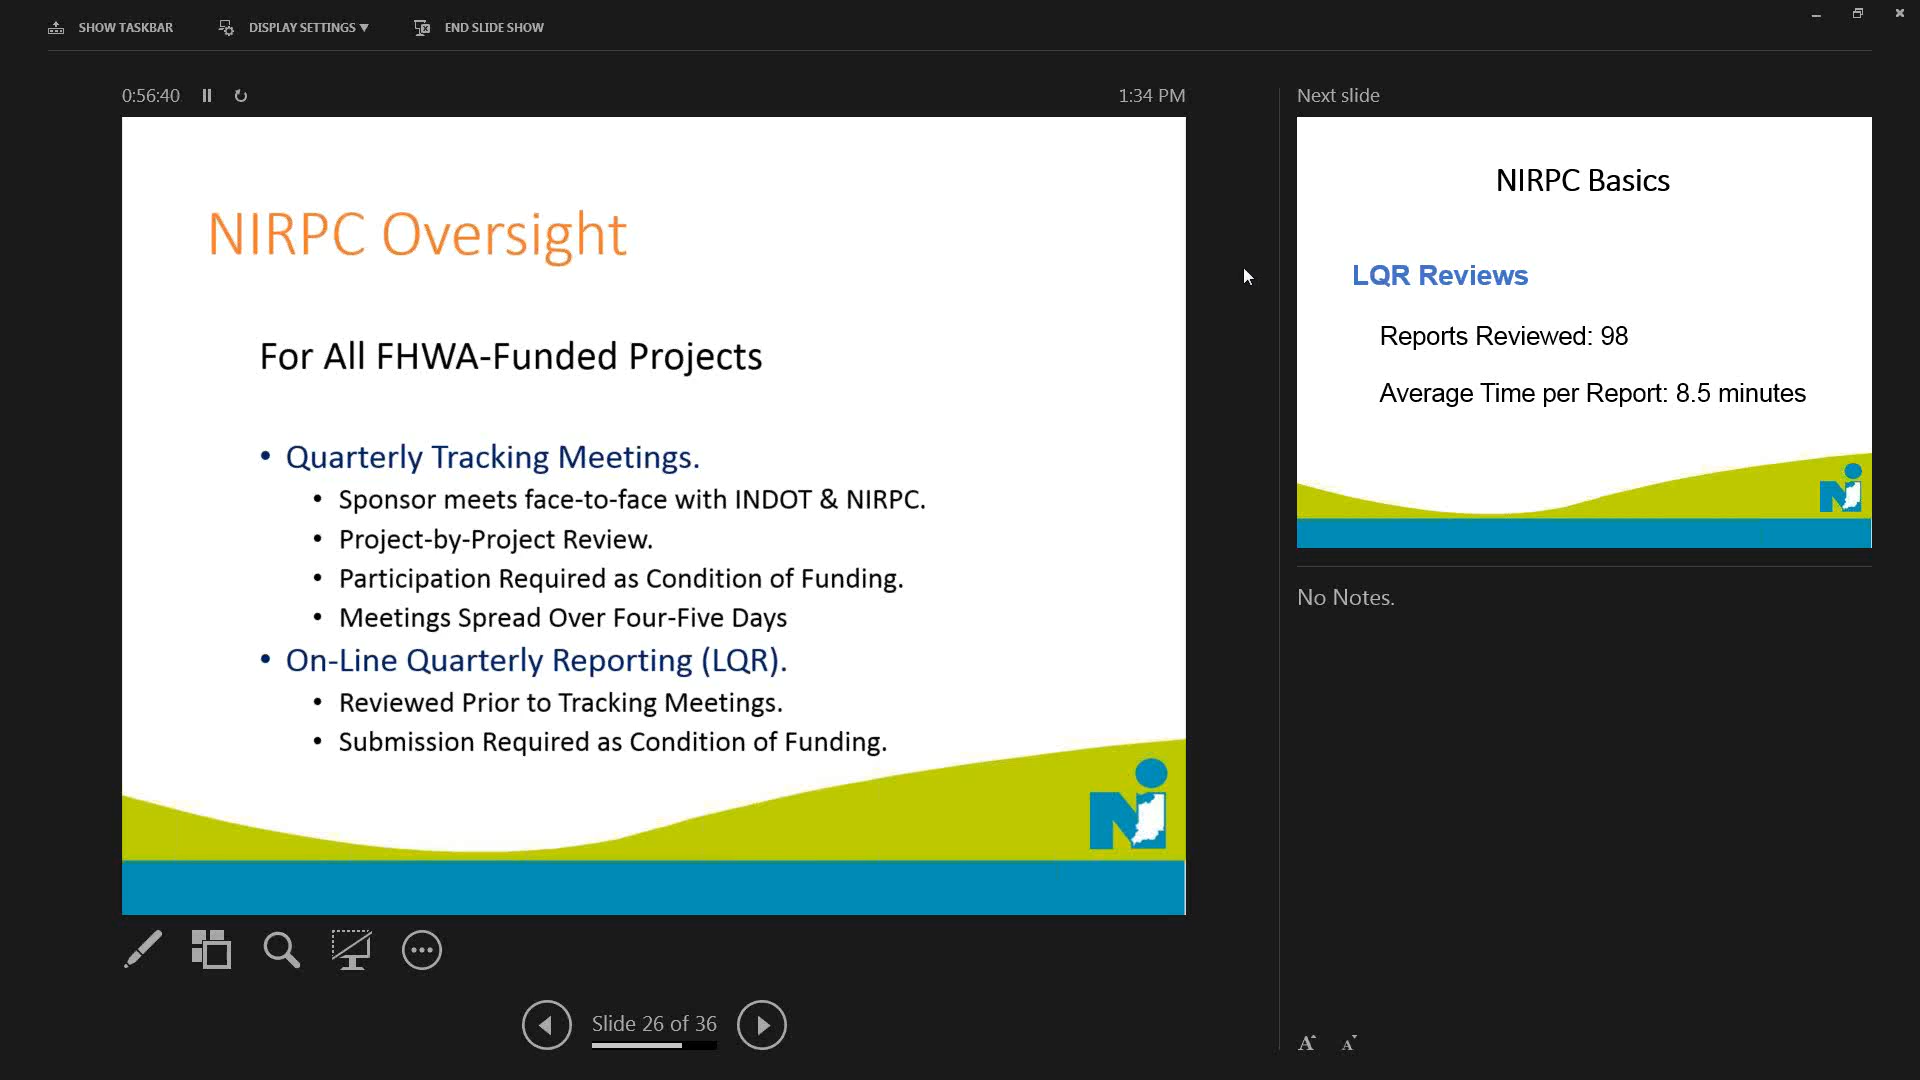 SHOW TASKBAR
DISPLAY SETTINGS ▼
END SLIDE SHOW
0:56:40
1:34 PM
NIRPC Oversight
For All FHWA-Funded Projects
• Quarterly Tracking Meetings.
• Sponsor meets face-to-face with INDOT & NIRPC.
• Project-by-Project Review.
• Participation Required as Condition of Funding.
• Meetings Spread Over Four-Five Days
• On-Line Quarterly Reporting (LQR).
• Reviewed Prior to Tracking Meetings.
• Submission Required as Condition of Funding.
Ni
Slide 26 of 36
Next slide
NIRPC Basics
LQR Reviews
Reports Reviewed: 98
Average Time per Report: 8.5 minutes
Ni
No Notes.
A A